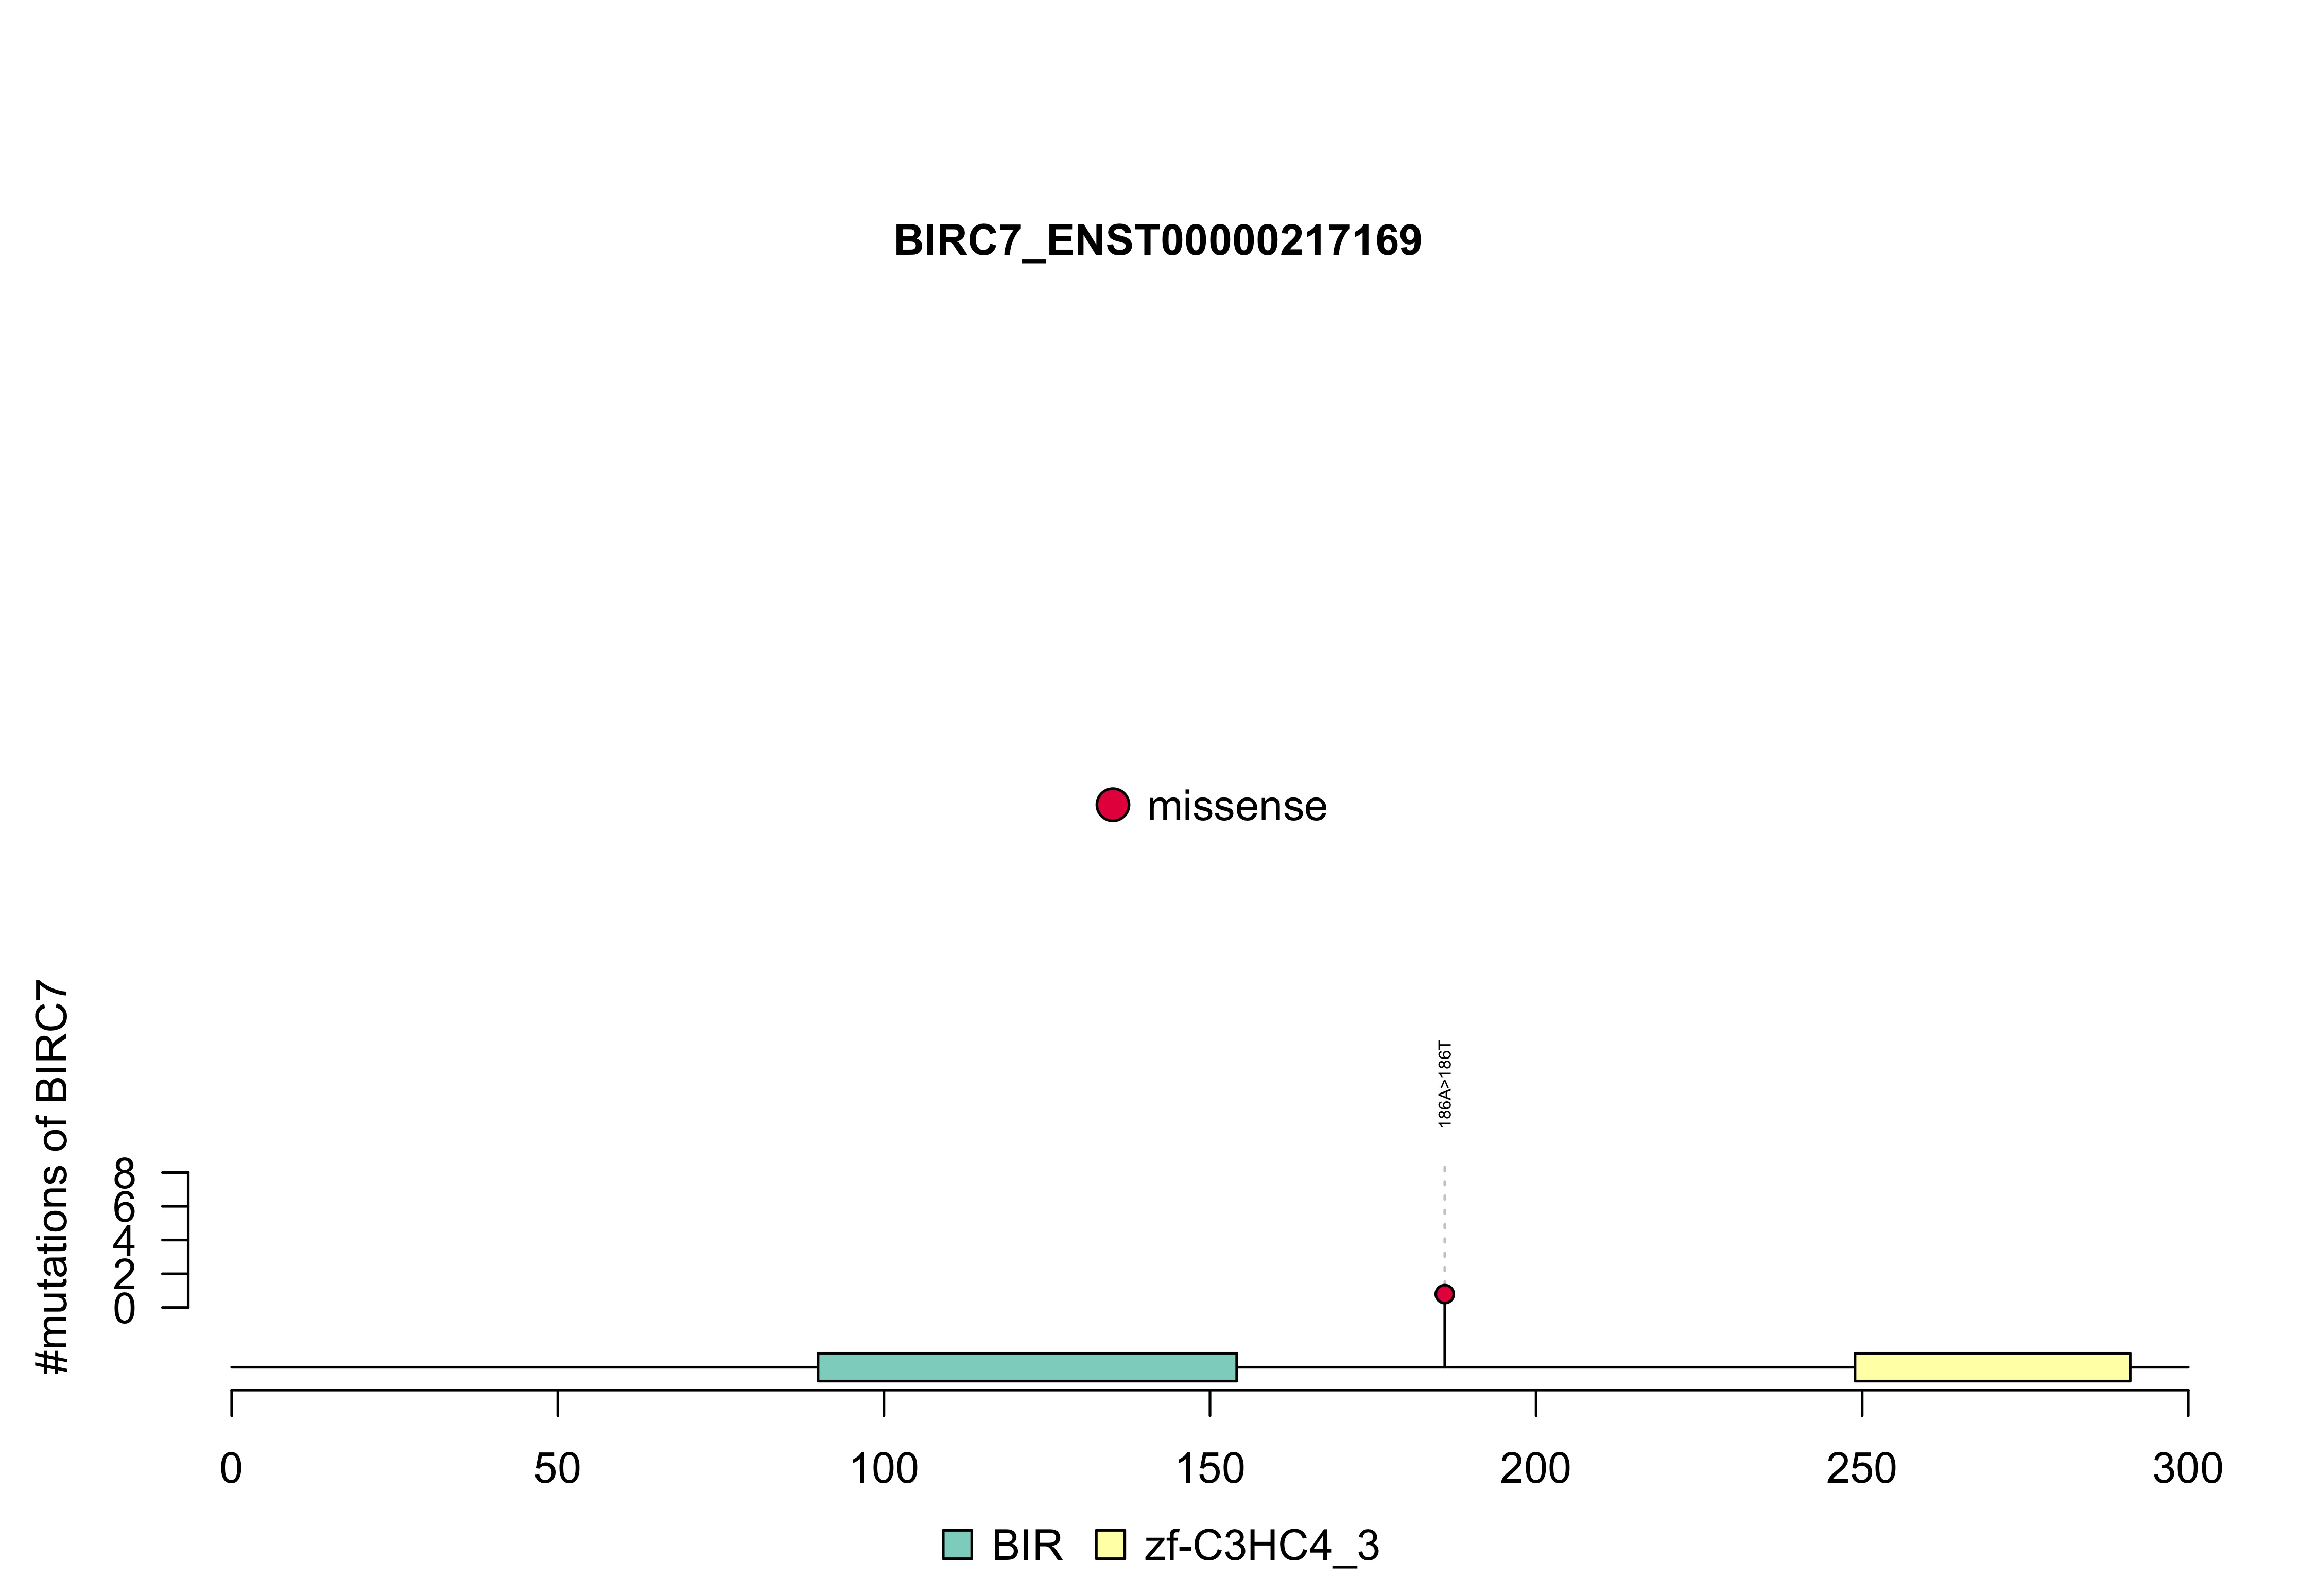 BIRC7_ENST00000217169
missense
#mutations of BIRC7
186A>186T
8
6
4
2
0
0 50 100 150 200 250 300
BIR zf-C3HC4_3